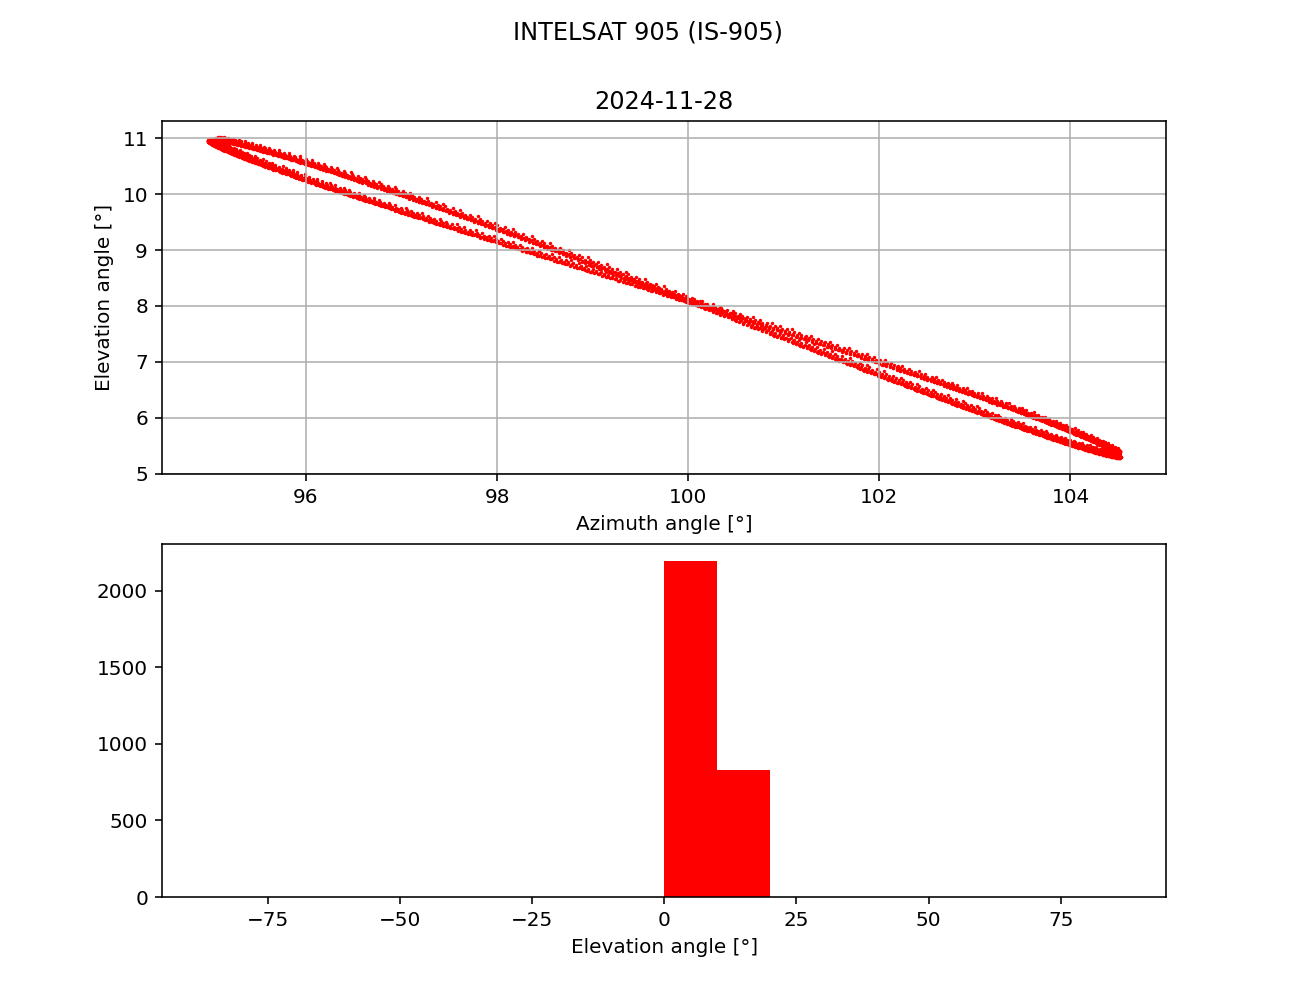 INTELSAT 905 (IS-905)
2024-11-28
11
10
9
8
7
6
5
Elevation angle [°]
96 98 100 102 104
Azimuth angle [°]
2000
1500
1000
500
0
−75 −50 −25 0 25 50 75
Elevation angle [°]